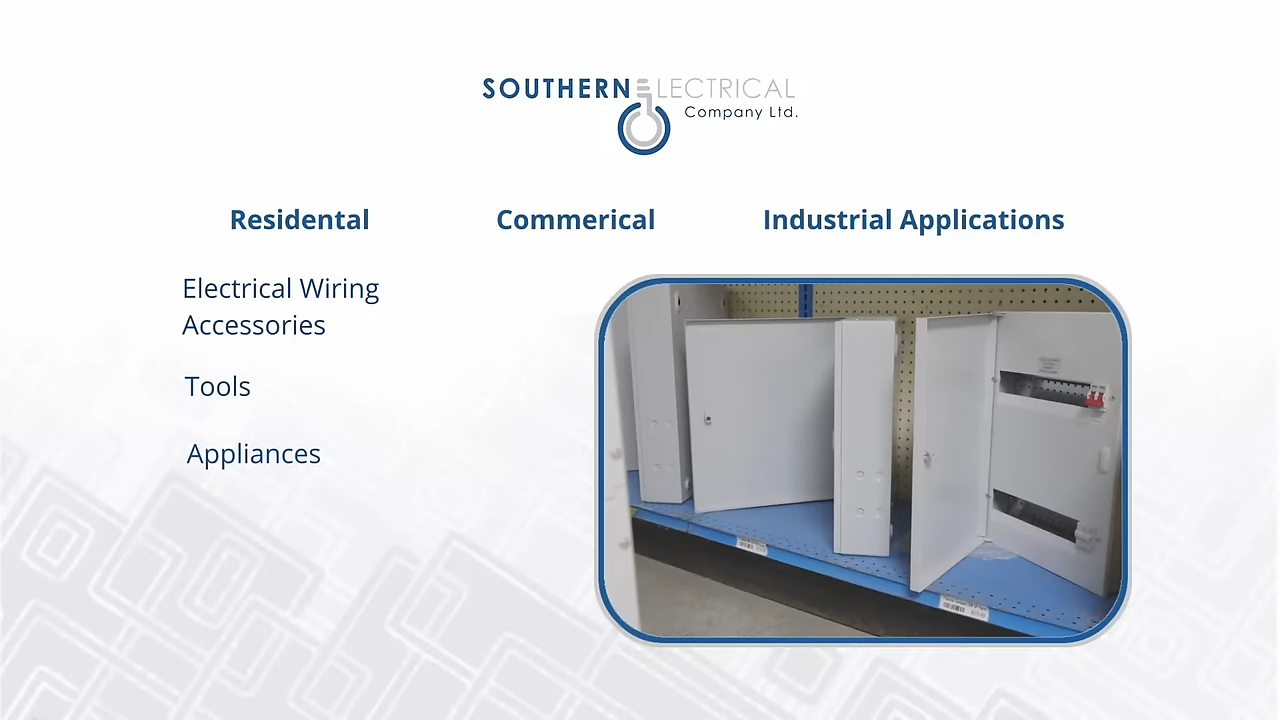 SOUTHERN ELECTRICAL
Company Ltd.
Residental
Commerical
Industrial Applications
Electrical Wiring
Accessories
Tools
Appliances